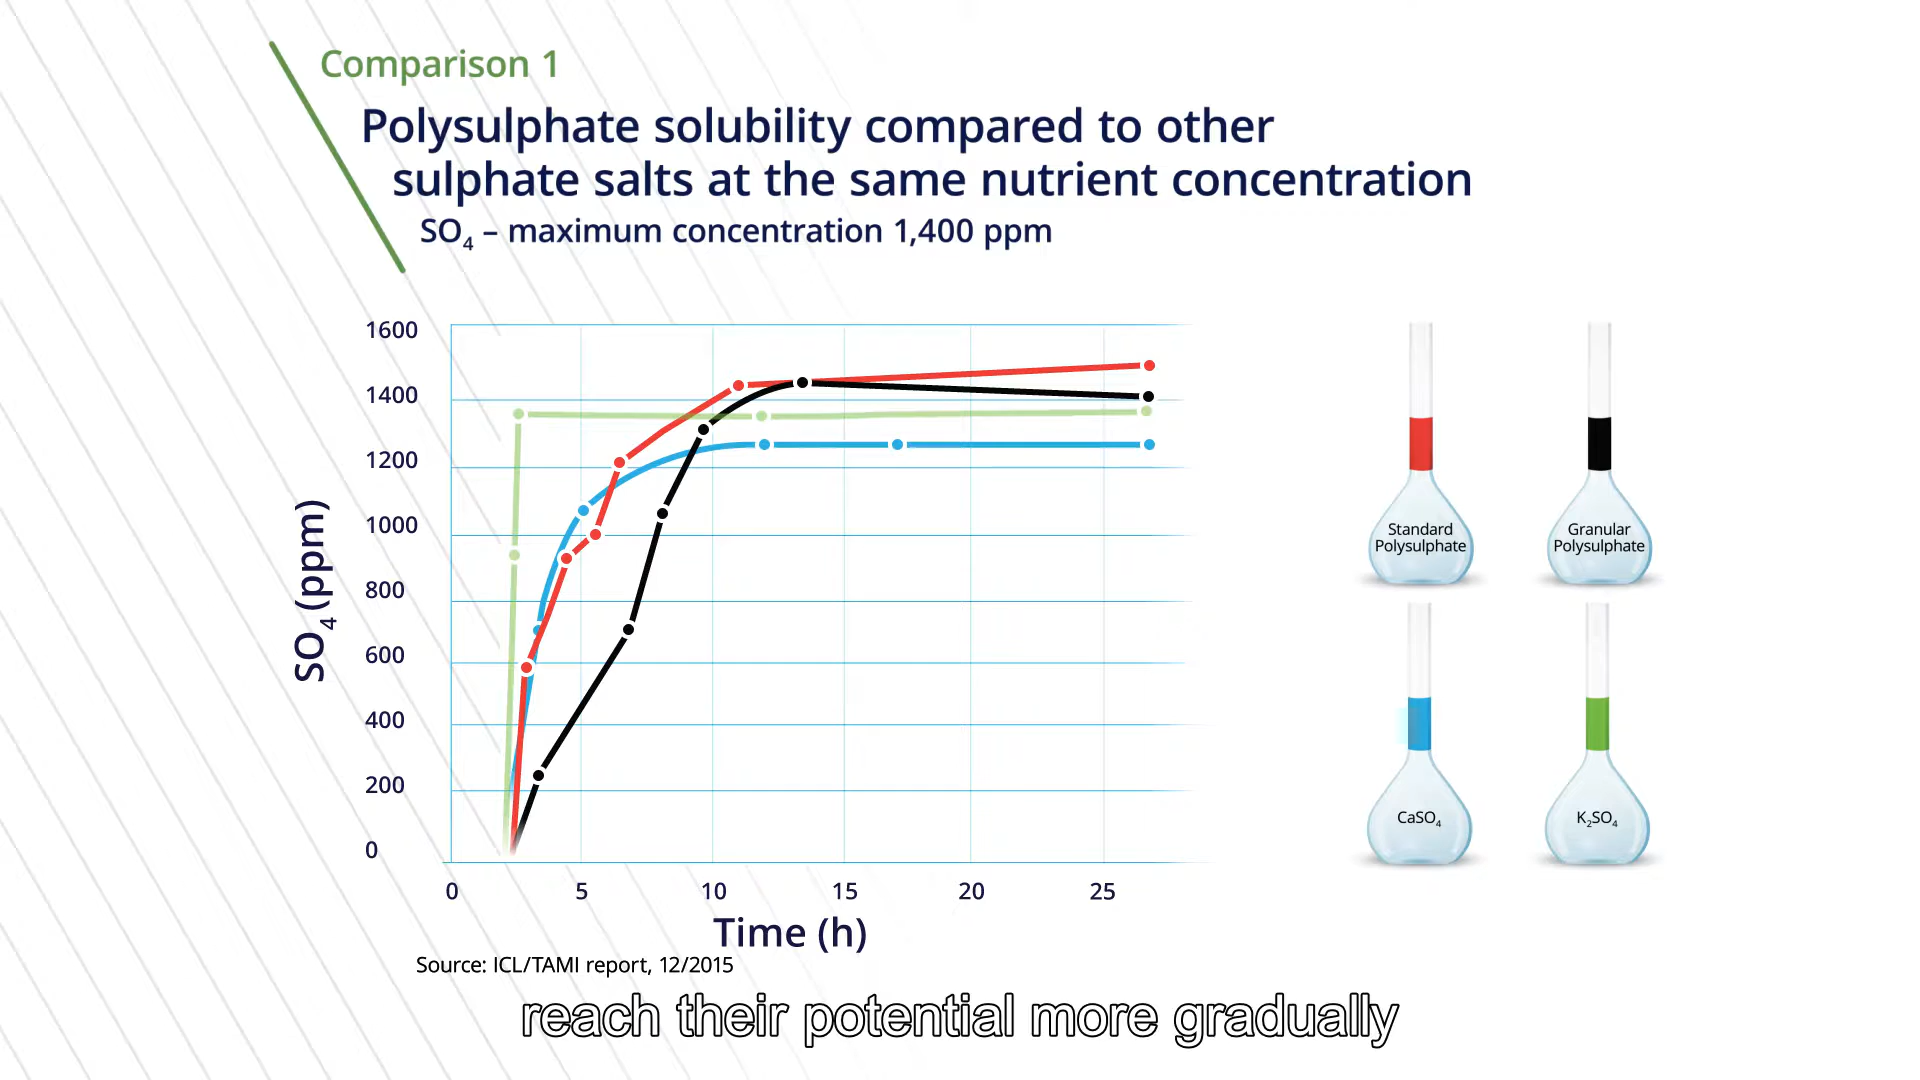 Comparison 1
Polysulphate solubility compared to other
sulphate salts at the same nutrient concentration
SO₄ – maximum concentration 1,400 ppm
1600
1400
1200
1000
800
600
400
200
0
SO₄ (ppm)
0 5 10 15 20 25
Time (h)
Source: ICL/TAMI report, 12/2015
Standard
Polysulphate
Granular
Polysulphate
CaSO₄
K₂SO₄
reach their potential more gradually